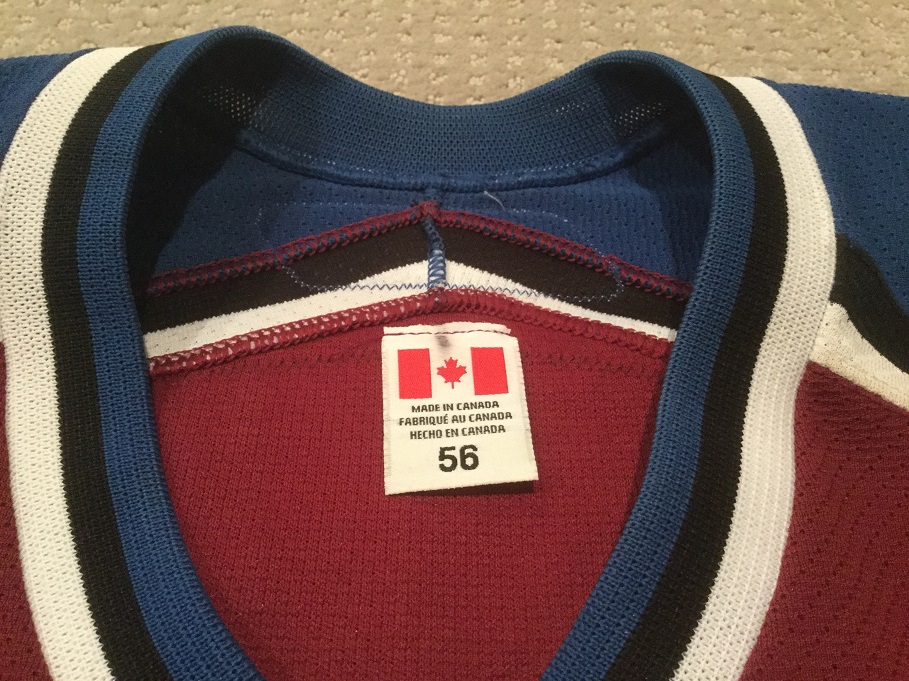 MADE IN CANADA
FABRIQUÉ AU CANADA
HECHO EN CANADA
56